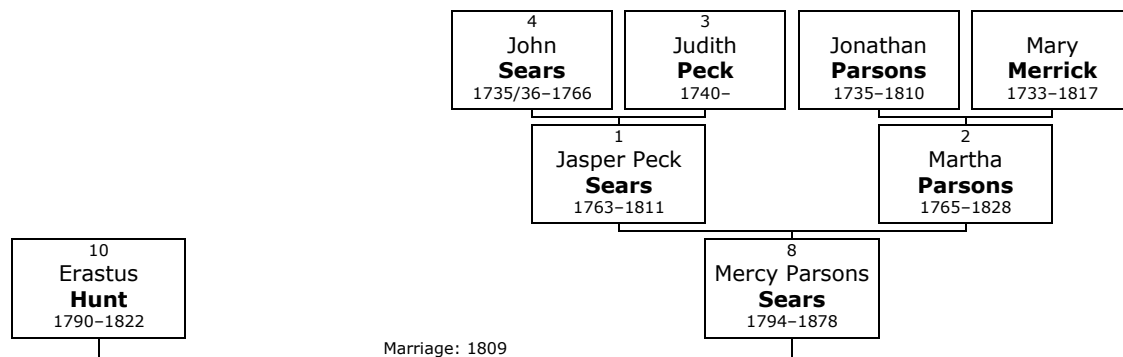 4
John
Sears
1735/36–1766
3
Judith
Peck
1740–
Jonathan
Parsons
1735–1810
Mary
Merrick
1733–1817
1
Jasper Peck
Sears
1763–1811
2
Martha
Parsons
1765–1828
10
Erastus
Hunt
1790–1822
8
Mercy Parsons
Sears
1794–1878
Marriage: 1809